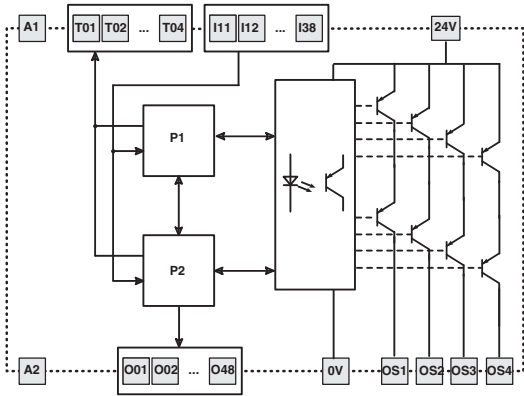 A1 T01 T02 ... T04 I11 I12 ... I38 24V
P1
P2
A2 O01 O02 ... O48 0V OS1 OS2 OS3 OS4